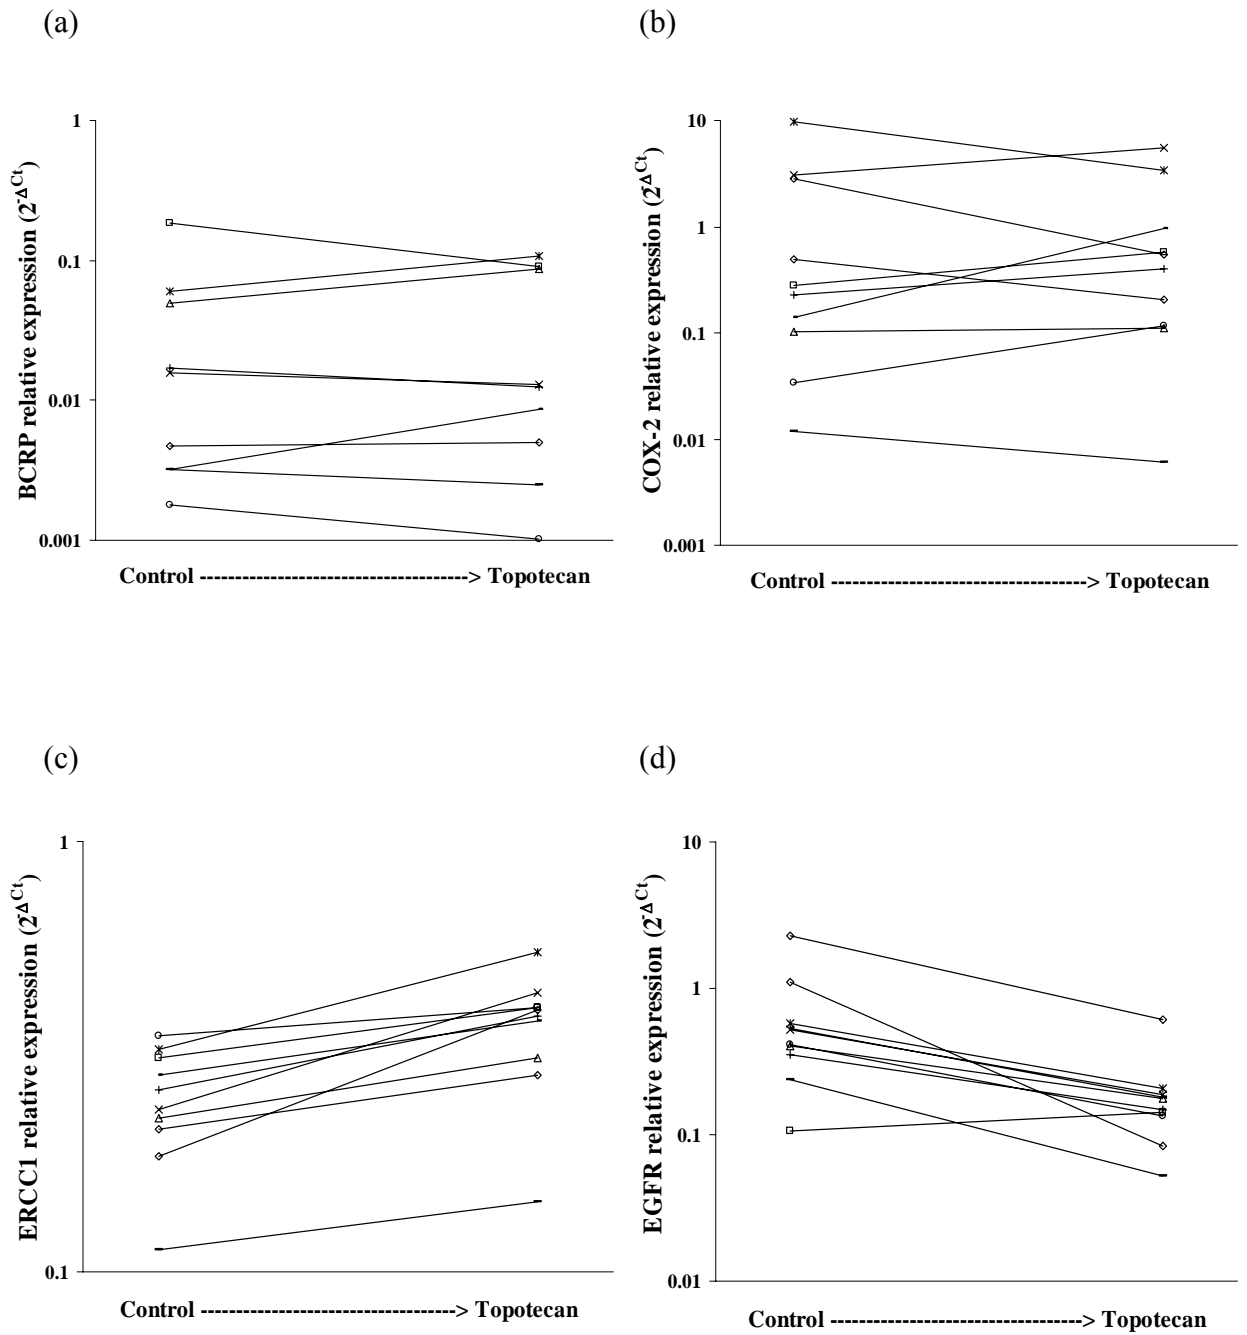 (a)
BCRP relative expression (2^-ΔCt)
1
0.1
0.01
0.001
Control --------------------------------------> Topotecan
(b)
COX-2 relative expression (2^-ΔCt)
10
1
0.1
0.01
0.001
Control ------------------------------------> Topotecan
(c)
ERCC1 relative expression (2^-ΔCt)
1
0.1
Control ------------------------------------> Topotecan
(d)
EGFR relative expression (2^-ΔCt)
10
1
0.1
0.01
Control ------------------------------------> Topotecan